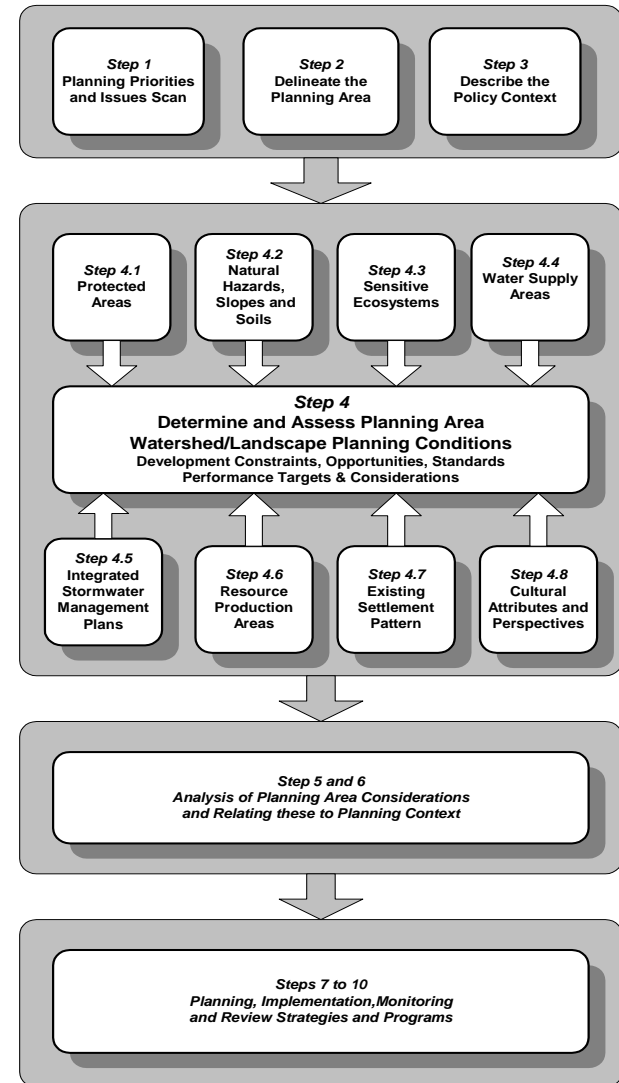 Step 1
Planning Priorities
and Issues Scan
Step 2
Delineate the
Planning Area
Step 3
Describe the
Policy Context
Step 4.1
Protected
Areas
Step 4.2
Natural
Hazards,
Slopes and
Soils
Step 4.3
Sensitive
Ecosystems
Step 4.4
Water Supply
Areas
Step 4
Determine and Assess Planning Area
Watershed/Landscape Planning Conditions
Development Constraints, Opportunities, Standards
Performance Targets & Considerations
Step 4.5
Integrated
Stormwater
Management
Plans
Step 4.6
Resource
Production
Areas
Step 4.7
Existing
Settlement
Pattern
Step 4.8
Cultural
Attributes and
Perspectives
Step 5 and 6
Analysis of Planning Area Considerations
and Relating these to Planning Context
Steps 7 to 10
Planning, Implementation,Monitoring
and Review Strategies and Programs